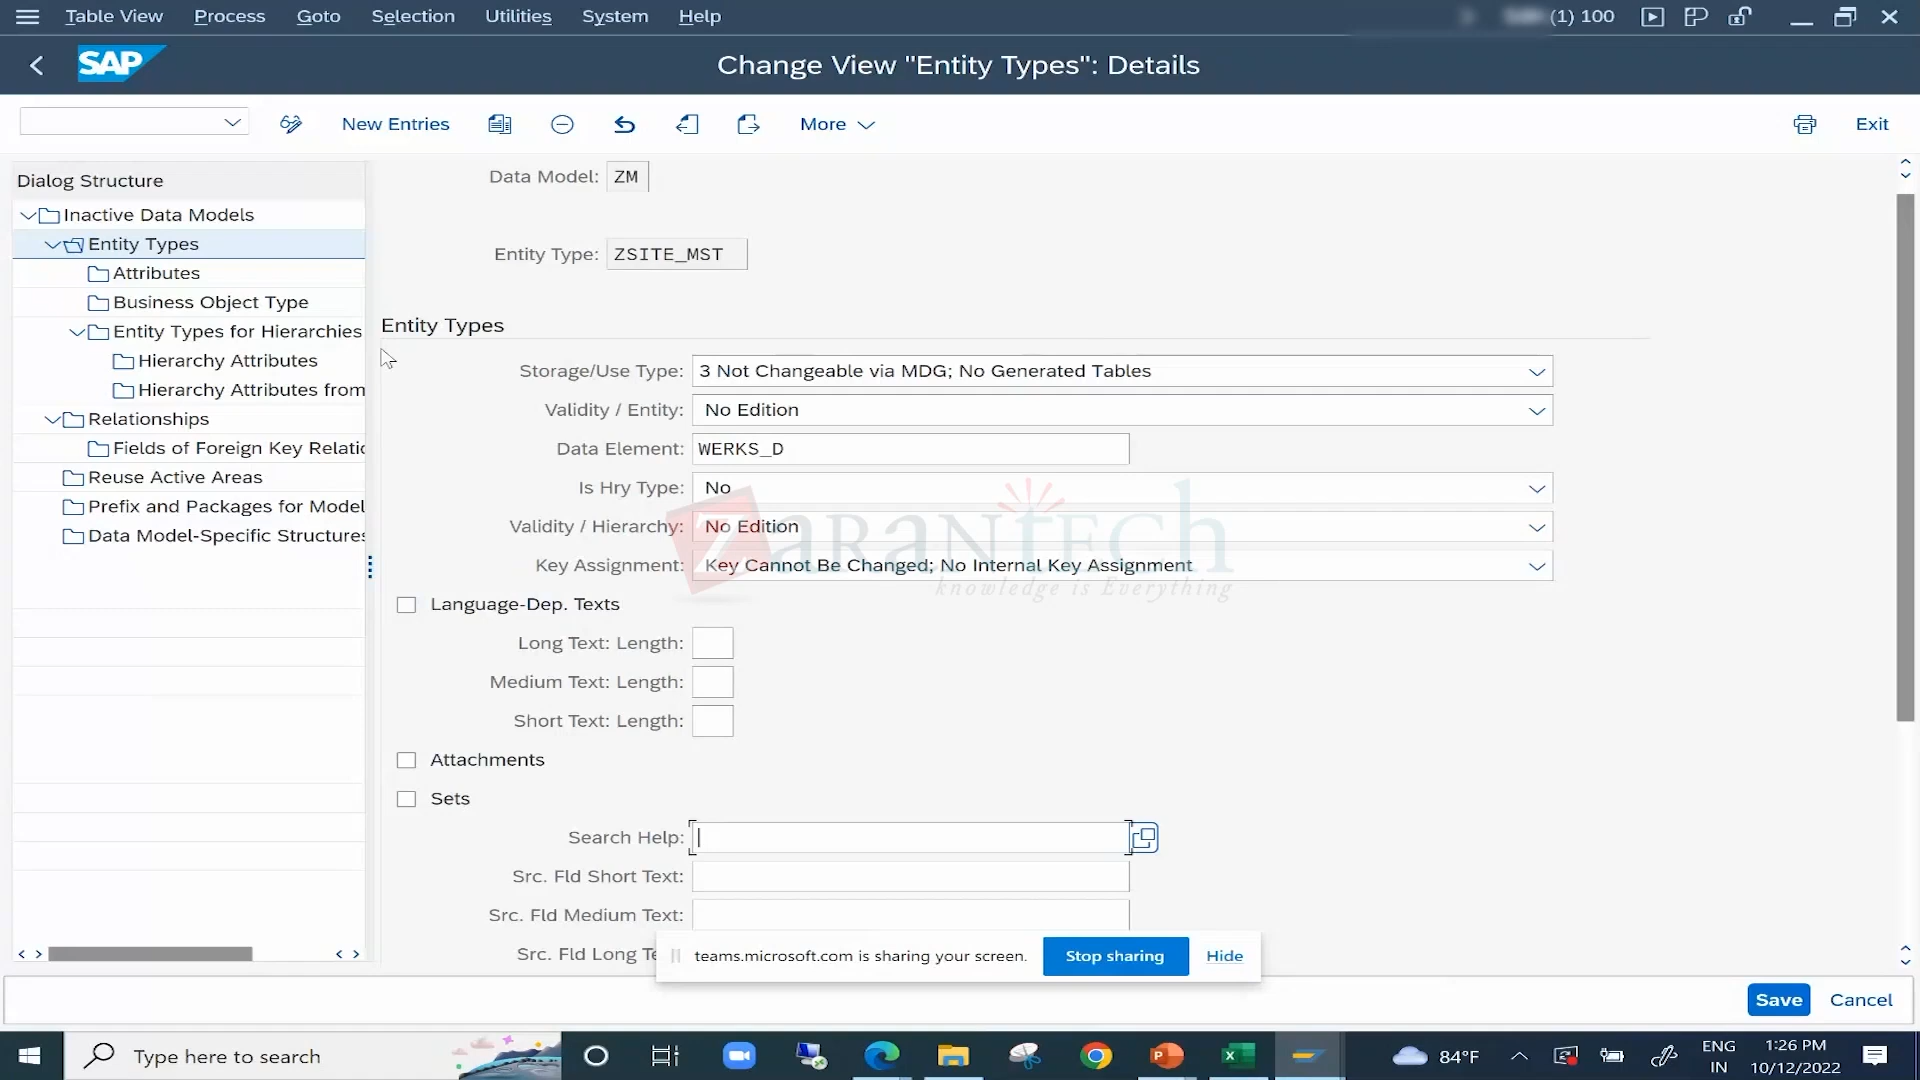 Table View Process Goto Selection Utilities System Help (1) 100
SAP Change View "Entity Types": Details
New Entries More Exit
Dialog Structure
Inactive Data Models
Entity Types
Attributes
Business Object Type
Entity Types for Hierarchies
Hierarchy Attributes
Hierarchy Attributes from
Relationships
Fields of Foreign Key Relatio
Reuse Active Areas
Prefix and Packages for Model
Data Model-Specific Structures
Data Model: ZM
Entity Type: ZSITE_MST
Entity Types
Storage/Use Type: 3 Not Changeable via MDG; No Generated Tables
Validity / Entity: No Edition
Data Element: WERKS_D
Is Hry Type: No
Validity / Hierarchy: No Edition
Key Assignment: Key Cannot Be Changed; No Internal Key Assignment
ZaranTech
knowledge is Everything
Language-Dep. Texts
Long Text: Length:
Medium Text: Length:
Short Text: Length:
Attachments
Sets
Search Help:
Src. Fld Short Text:
Src. Fld Medium Text:
Src. Fld Long Te
teams.microsoft.com is sharing your screen. Stop sharing Hide
Save Cancel
Type here to search 84°F ENG IN 1:26 PM 10/12/2022